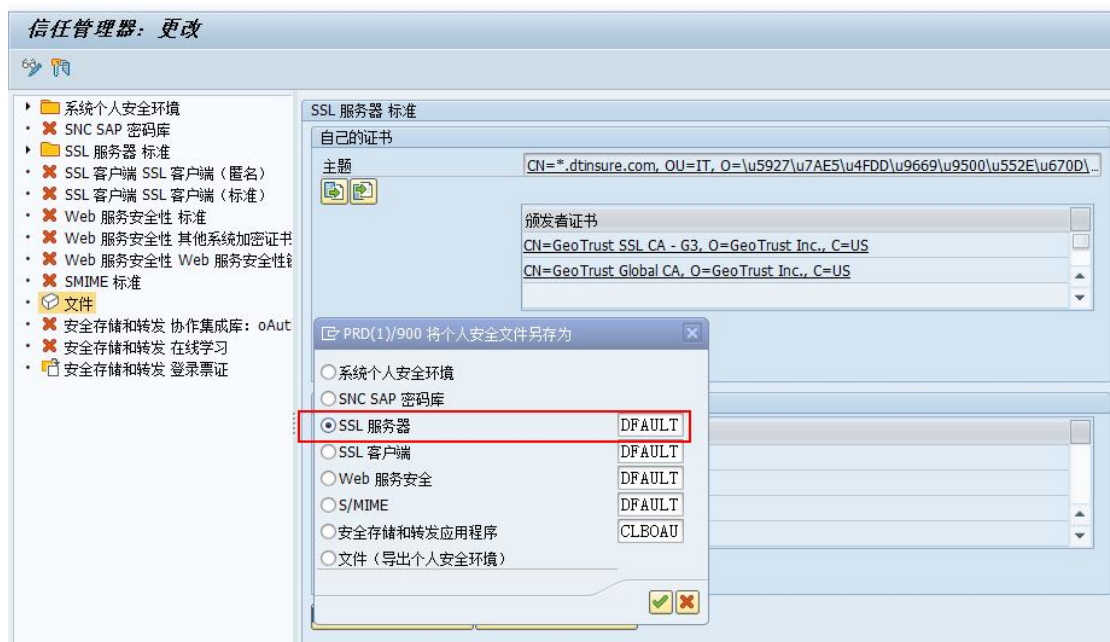 信任管理器: 更改
系统个人安全环境
SNC SAP 密码库
SSL 服务器 标准
SSL 客户端 SSL 客户端 (匿名)
SSL 客户端 SSL 客户端 (标准)
Web 服务安全性 标准
Web 服务安全性 其他系统加密证书
Web 服务安全性 Web 服务安全性
SMIME 标准
文件
安全存储和转发 协作集成库: oAut
安全存储和转发 在线学习
安全存储和转发 登录票证
SSL 服务器 标准
自己的证书
主题 CN=*.dtinsure.com, OU=IT, O=\u5927\u7AE5\u4FDD\u9669\u9500\u552E\u670D\...
颁发者证书
CN=GeoTrust SSL CA - G3, O=GeoTrust Inc., C=US
CN=GeoTrust Global CA, O=GeoTrust Inc., C=US
PRD(1)/900 将个人安全文件另存为
系统个人安全环境
SNC SAP 密码库
SSL 服务器 DFAULT
SSL 客户端 DFAULT
Web 服务安全 DFAULT
S/MIME DFAULT
安全存储和转发应用程序 CLBOAU
文件 (导出个人安全环境)